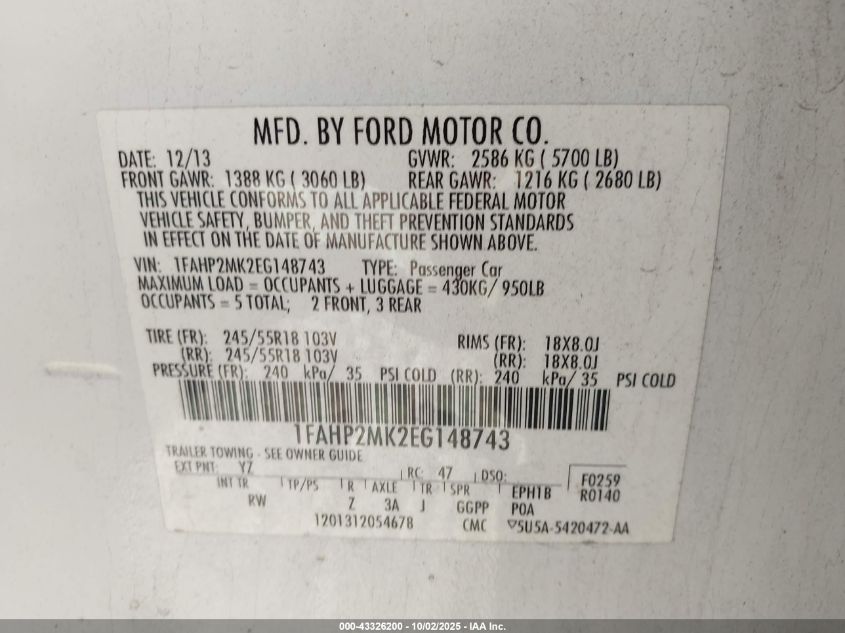 MFD. BY FORD MOTOR CO.
DATE: 12/13 GVWR: 2586 KG ( 5700 LB)
FRONT GAWR: 1388 KG ( 3060 LB) REAR GAWR: 1216 KG ( 2680 LB)
THIS VEHICLE CONFORMS TO ALL APPLICABLE FEDERAL MOTOR
VEHICLE SAFETY, BUMPER, AND THEFT PREVENTION STANDARDS
IN EFFECT ON THE DATE OF MANUFACTURE SHOWN ABOVE.
VIN: 1FAHP2MK2EG148743 TYPE: Passenger Car
MAXIMUM LOAD = OCCUPANTS + LUGGAGE = 430KG/ 950LB
OCCUPANTS = 5 TOTAL; 2 FRONT, 3 REAR
TIRE (FR): 245/55R18 103V RIMS (FR): 18X8.0J
(RR): 245/55R18 103V (RR): 18X8.0J
PRESSURE (FR): 240 kPa/ 35 PSI COLD (RR): 240 kPa/ 35 PSI COLD
1FAHP2MK2EG148743
TRAILER TOWING - SEE OWNER GUIDE
EXT PNT: YZ RC: 47 DSO: F0259
INT TR TP/PS R AXLE TR SPR EPH1B R0140
RW Z 3A J GGPP POA
1201312054678 CMC 5U5A-5420472-AA
000-43326200 - 10/02/2025 - IAA Inc.